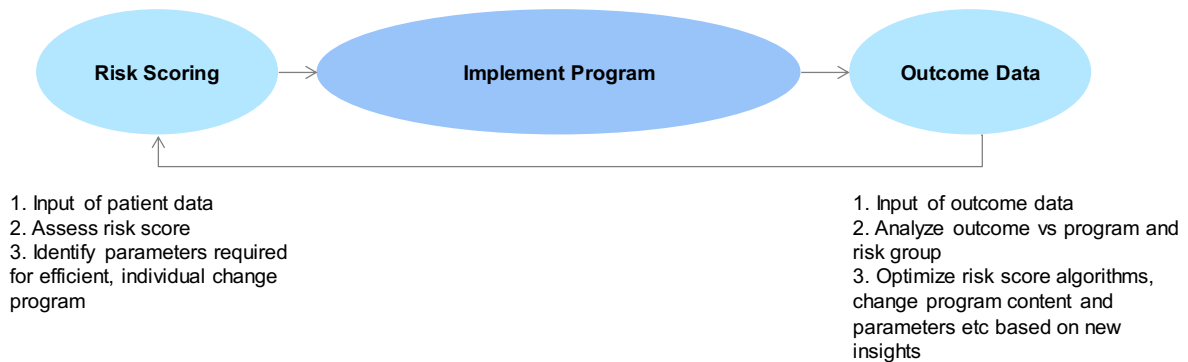 Risk Scoring
Implement Program
Outcome Data
1. Input of patient data
2. Assess risk score
3. Identify parameters required
for efficient, individual change
program
1. Input of outcome data
2. Analyze outcome vs program and
risk group
3. Optimize risk score algorithms,
change program content and
parameters etc based on new
insights